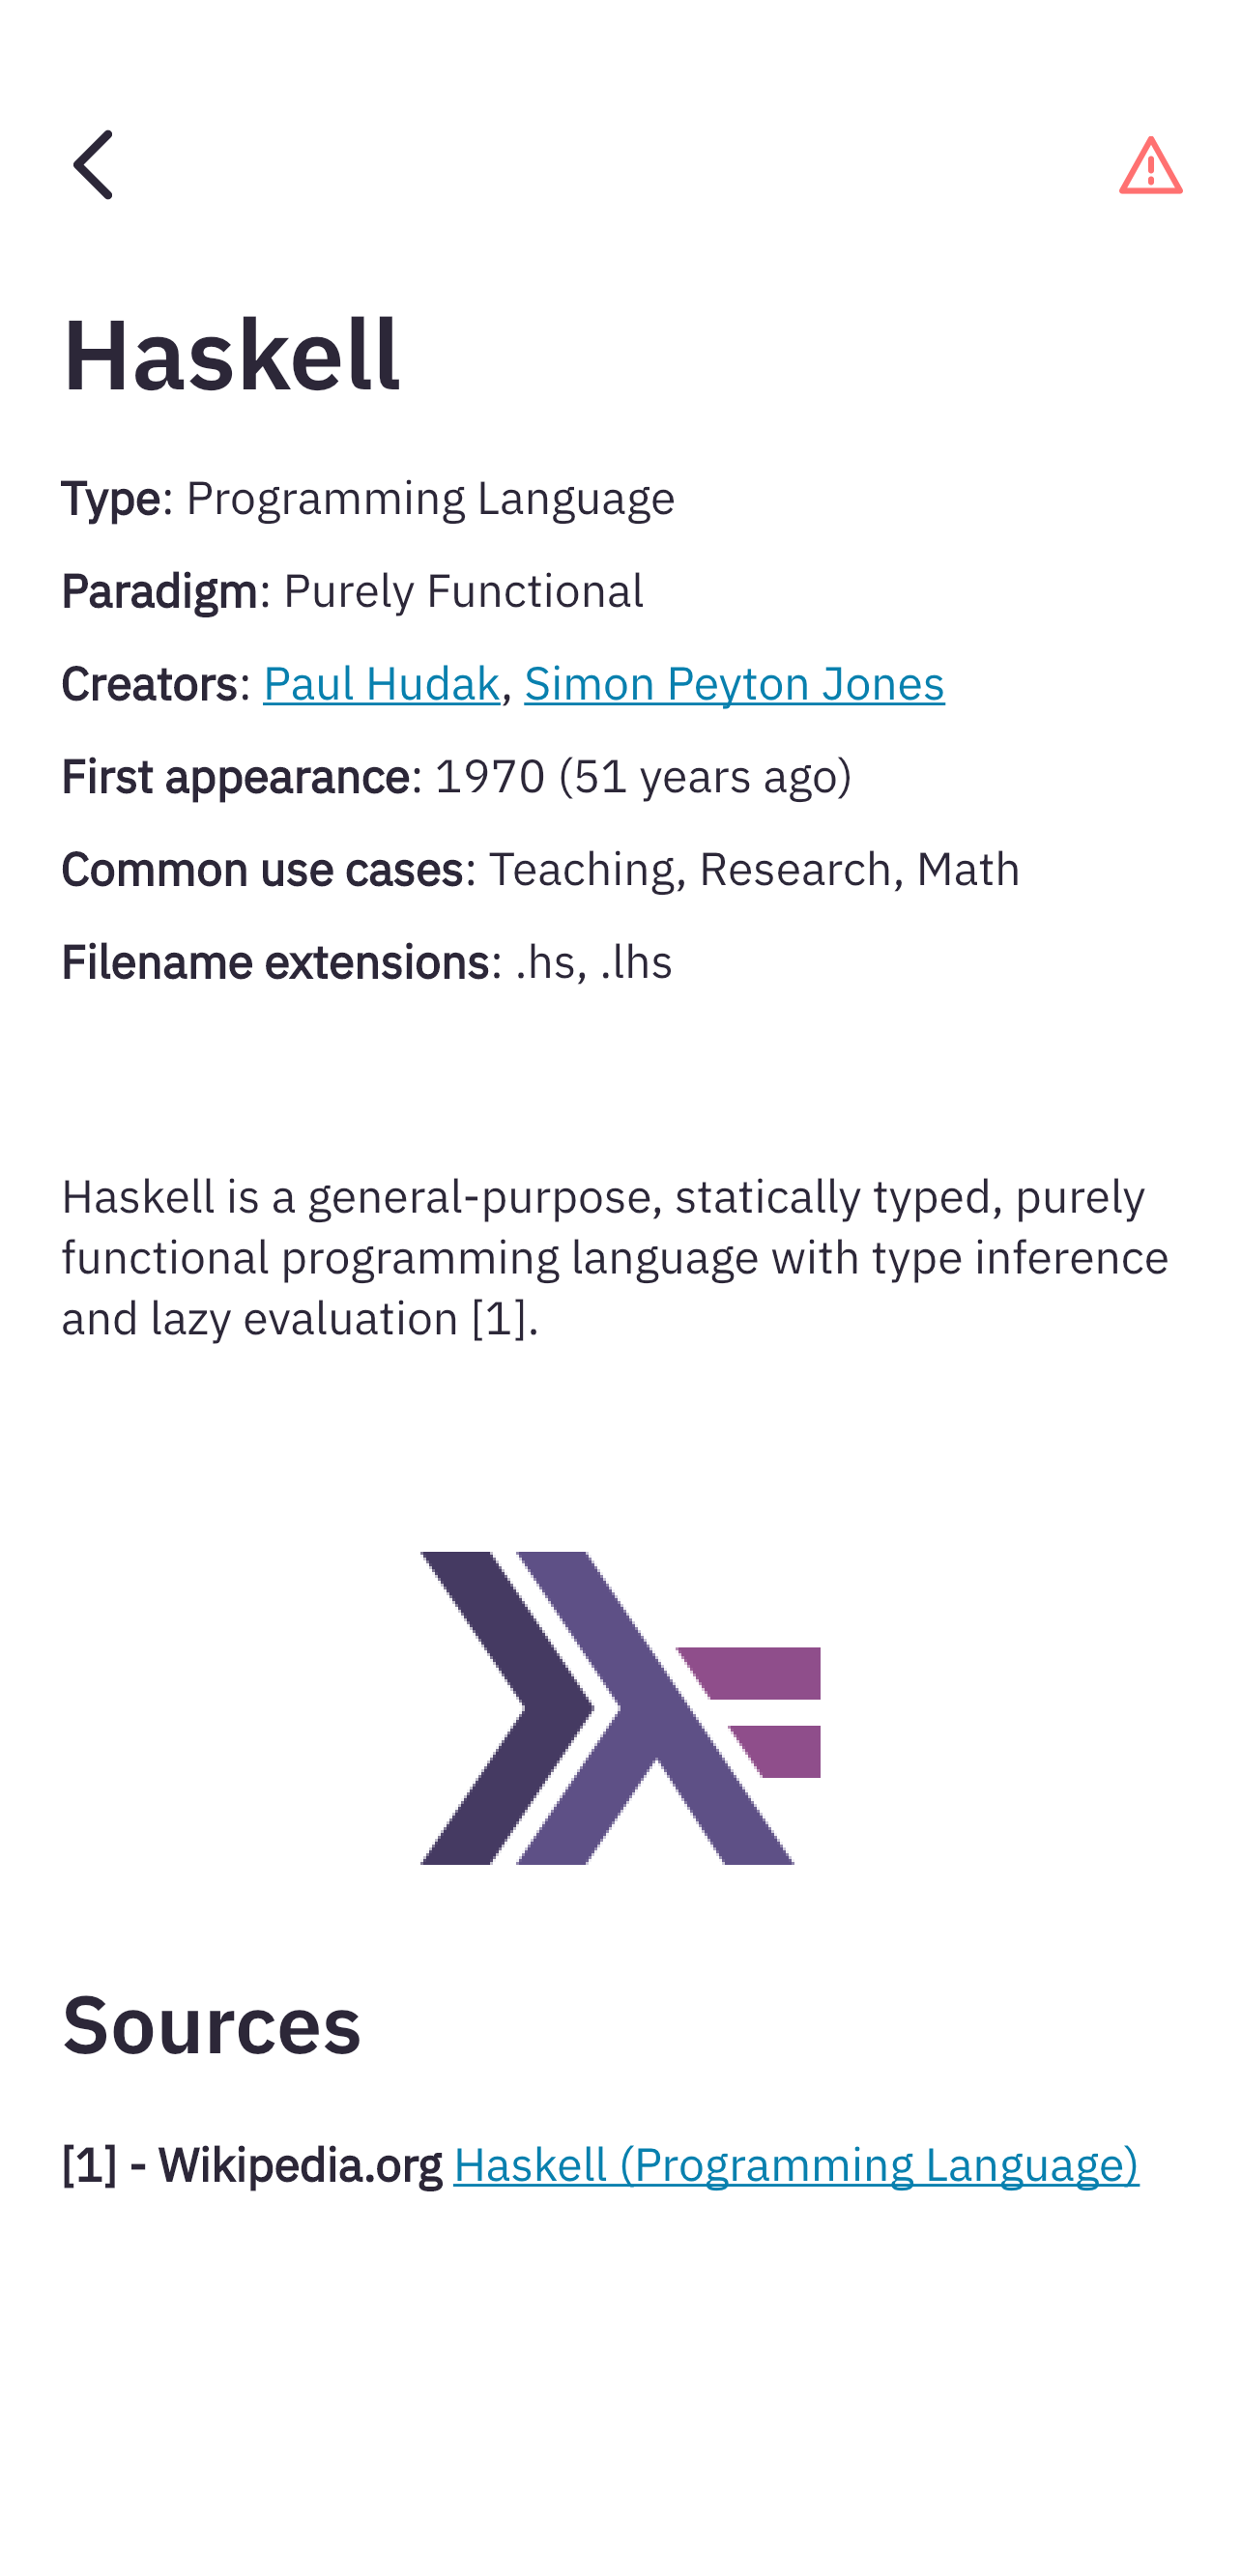 Haskell
Type: Programming Language
Paradigm: Purely Functional
Creators: Paul Hudak, Simon Peyton Jones
First appearance: 1970 (51 years ago)
Common use cases: Teaching, Research, Math
Filename extensions: .hs, .lhs
Haskell is a general-purpose, statically typed, purely
functional programming language with type inference
and lazy evaluation [1].
Sources
[1] - Wikipedia.org Haskell (Programming Language)